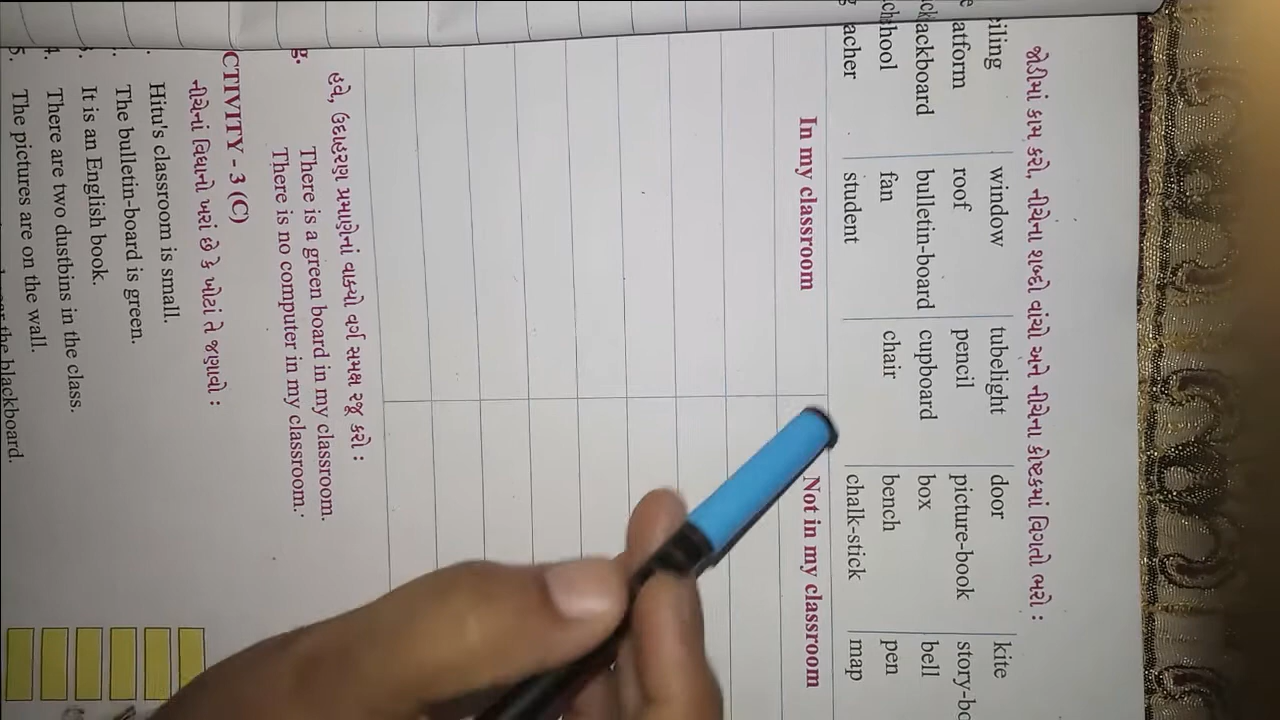 જોડીમાં કામ કરો, નીચેના શબ્દો વાંચો અને નીચેના કોષ્ટકમાં વિગતો ભરો :
eiling window tubelight door kite
atform roof pencil picture-book story-bo
ackboard bulletin-board cupboard box bell
hool fan chair bench pen
acher student chalk-stick map
In my classroom Not in my classroom
હવે, ઉદાહરણ પ્રમાણેનાં વાક્યો વર્ગ સમક્ષ રજૂ કરો :
g. There is a green board in my classroom.
There is no computer in my classroom.
CTIVITY - 3 (C)
નીચેનાં વિધાનો ખરાં છે કે ખોટાં તે જણાવો :
Hitu's classroom is small.
The bulletin-board is green.
It is an English book.
4. There are two dustbins in the class.
5. The pictures are on the wall.
the blackboard.